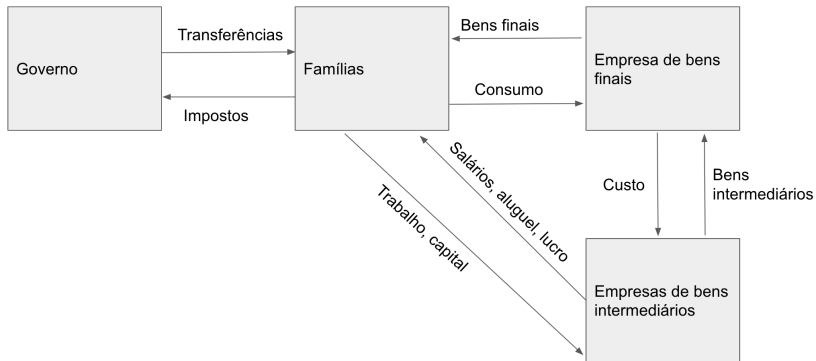 Governo
Transferências
Impostos
Famílias
Bens finais
Consumo
Empresa de bens
finais
Custo
Bens
intermediários
Salários, aluguel, lucro
Trabalho, capital
Empresas de bens
intermediários